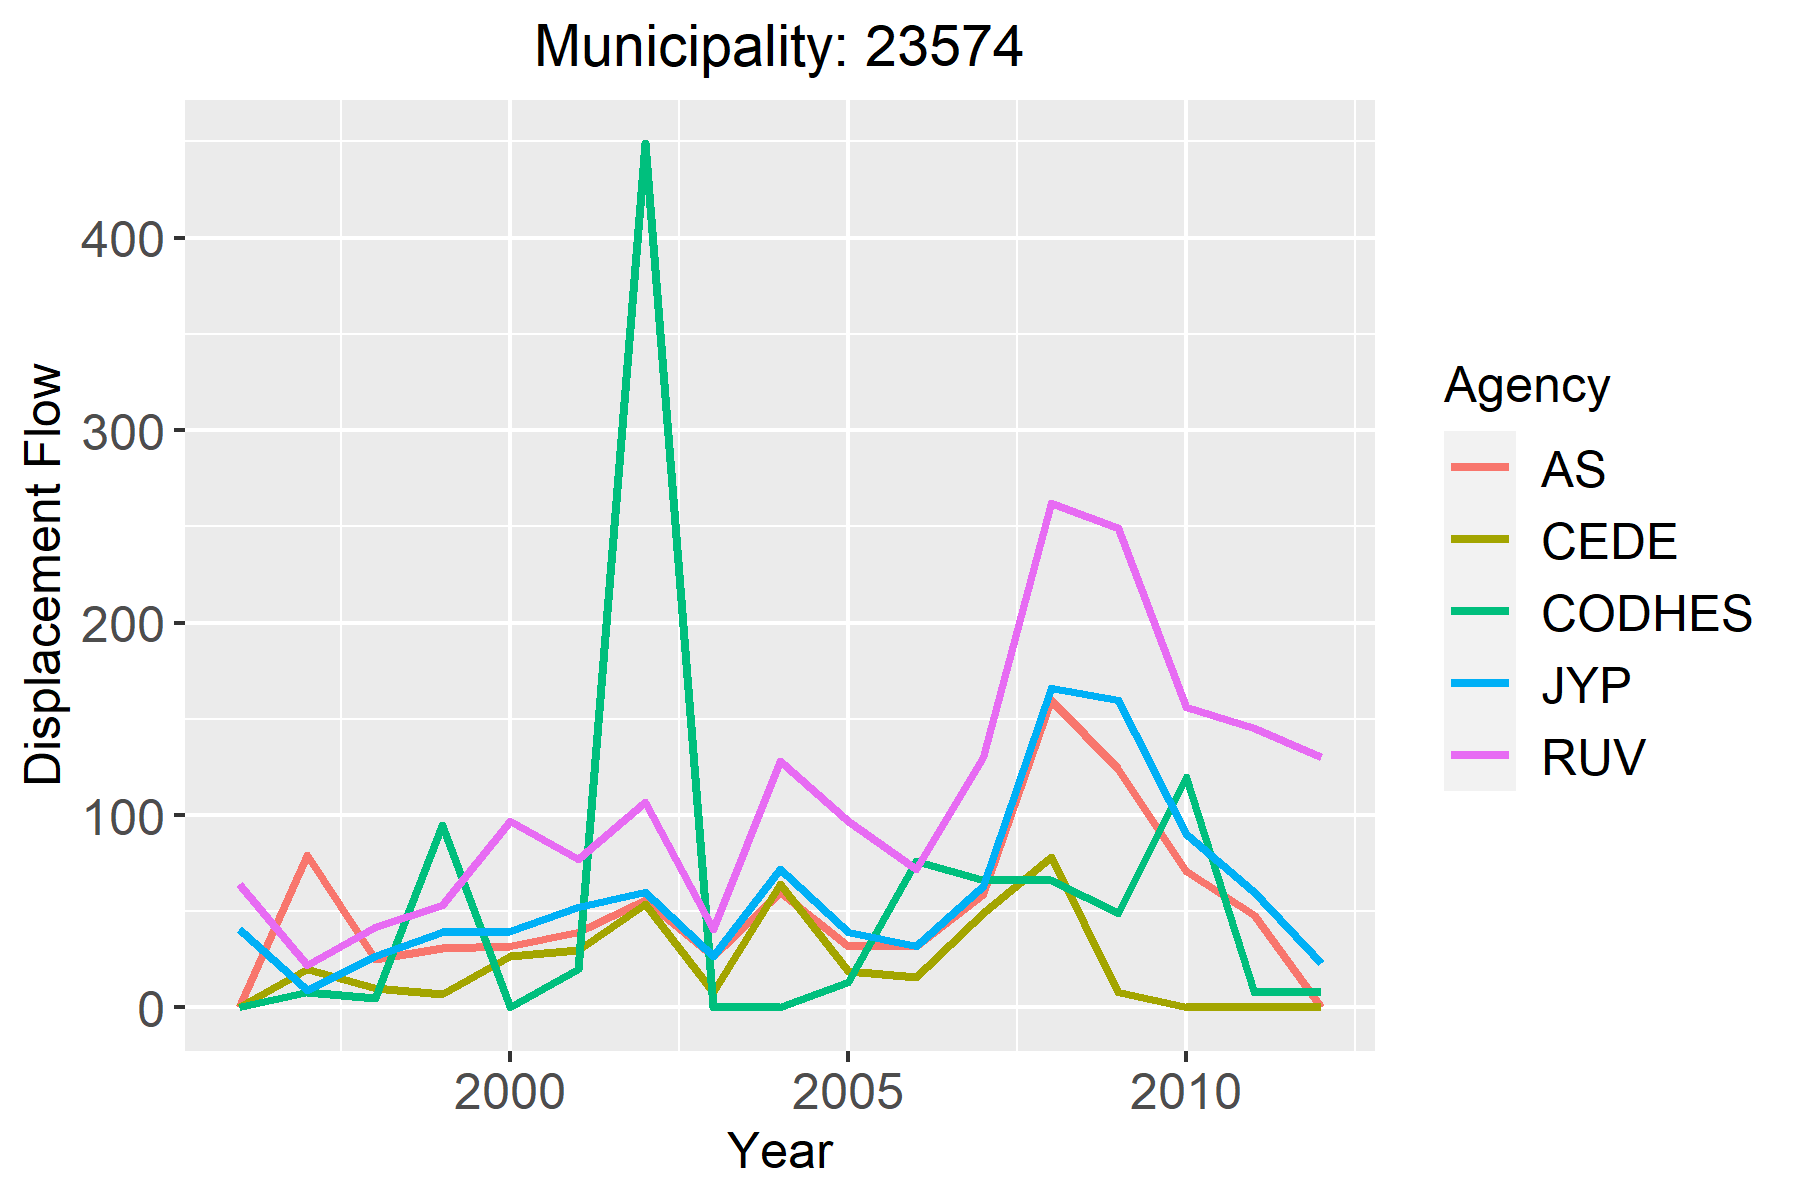 Municipality: 23574
Displacement Flow
400
300
200
100
0
2000 2005 2010
Year
Agency
AS
CEDE
CODHES
JYP
RUV